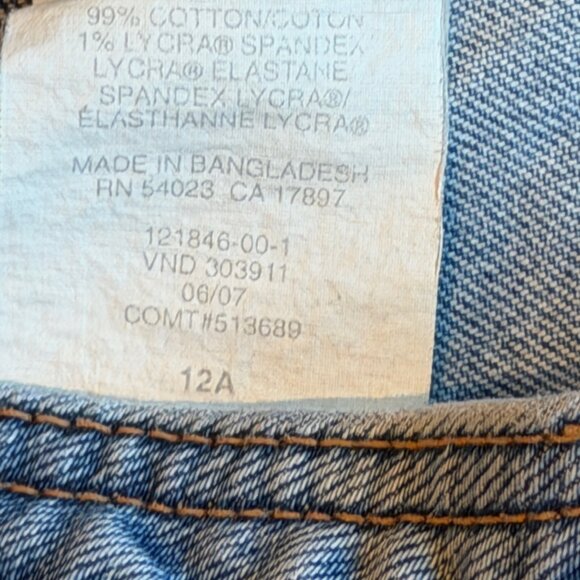 99% COTTON/COTON
1% LYCRA® SPANDEX
LYCRA® ELASTANE
SPANDEX LYCRA®/
ÉLASTHANNE LYCRA®
MADE IN BANGLADESH
RN 54023 CA 17897
121846-00-1
VND 303911
06/07
COMT#513689
12A